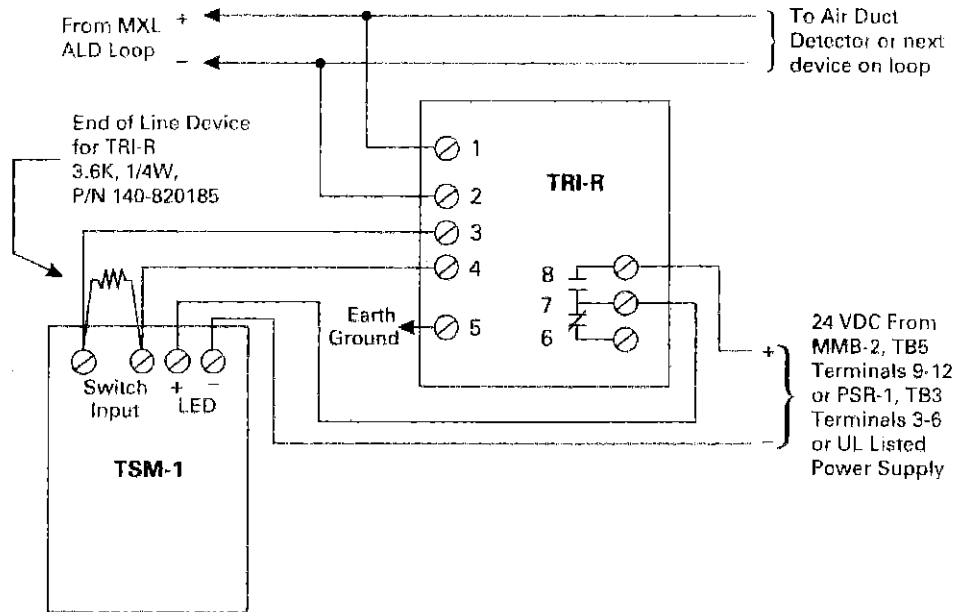 From MXL
ALD Loop
+
−
To Air Duct
Detector or next
device on loop
End of Line Device
for TRI-R
3.6K, 1/4W,
P/N 140-820185
TRI-R
1
2
3
4
5
Earth
Ground
8
7
6
24 VDC From
MMB-2, TB5
Terminals 9-12
or PSR-1, TB3
Terminals 3-6
or UL Listed
Power Supply
+
−
Switch
Input
+ −
LED
TSM-1